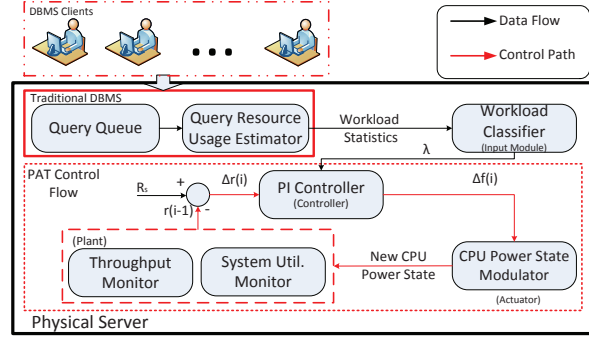 DBMS Clients
Data Flow
Control Path
Traditional DBMS
Query Queue
Query Resource
Usage Estimator
Workload
Statistics
Workload
Classifier
(Input Module)
λ
PAT Control
Flow
Rs
+
r(i-1)
-
Δr(i)
PI Controller
(Controller)
Δf(i)
(Plant)
Throughput
Monitor
System Util.
Monitor
New CPU
Power State
CPU Power State
Modulator
(Actuator)
Physical Server